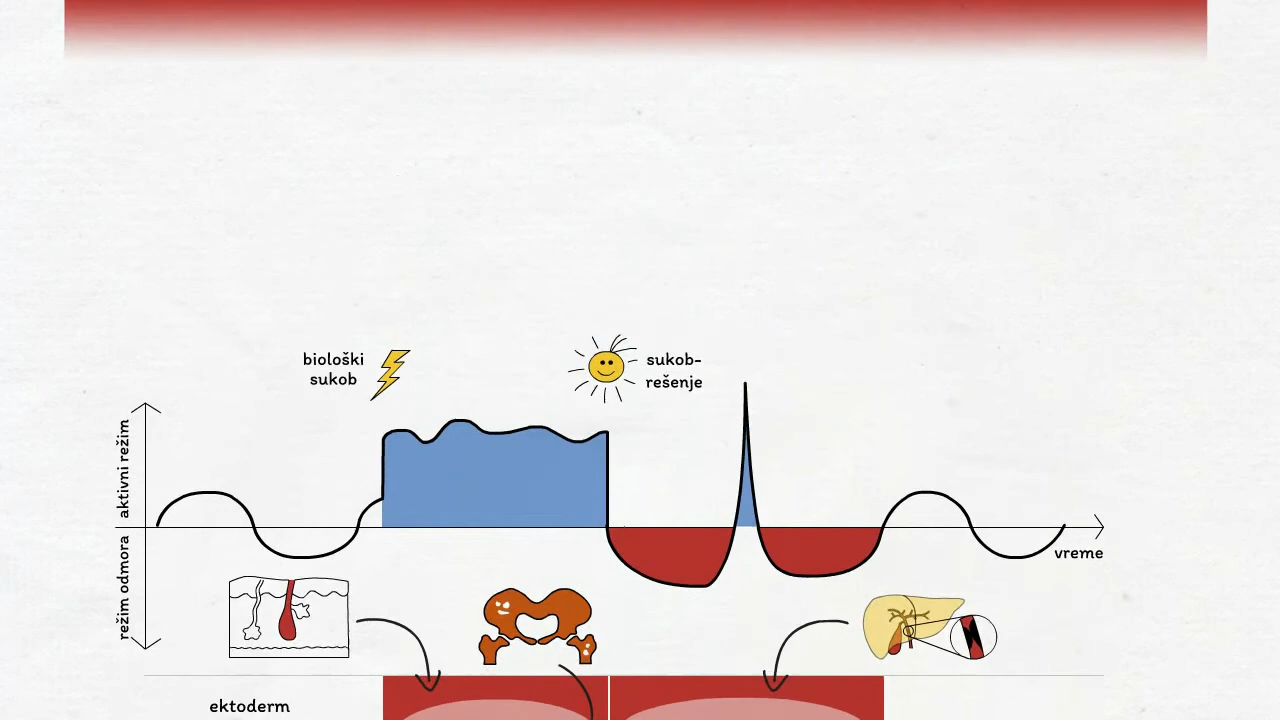 biološki
sukob
sukob-
rešenje
aktivni režim
režim odmora
vreme
ektoderm